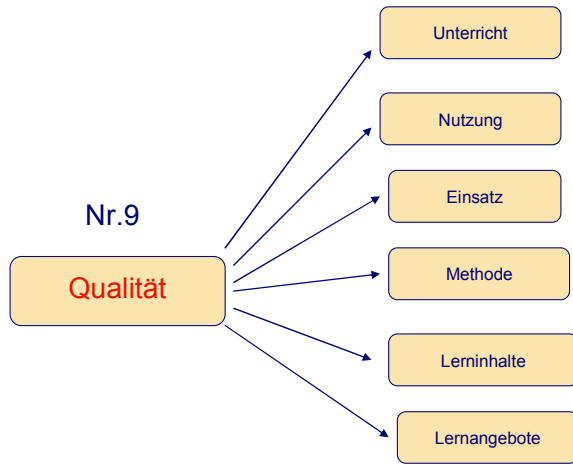 Unterricht
Nutzung
Einsatz
Nr.9
Qualität
Methode
Lerninhalte
Lernangebote